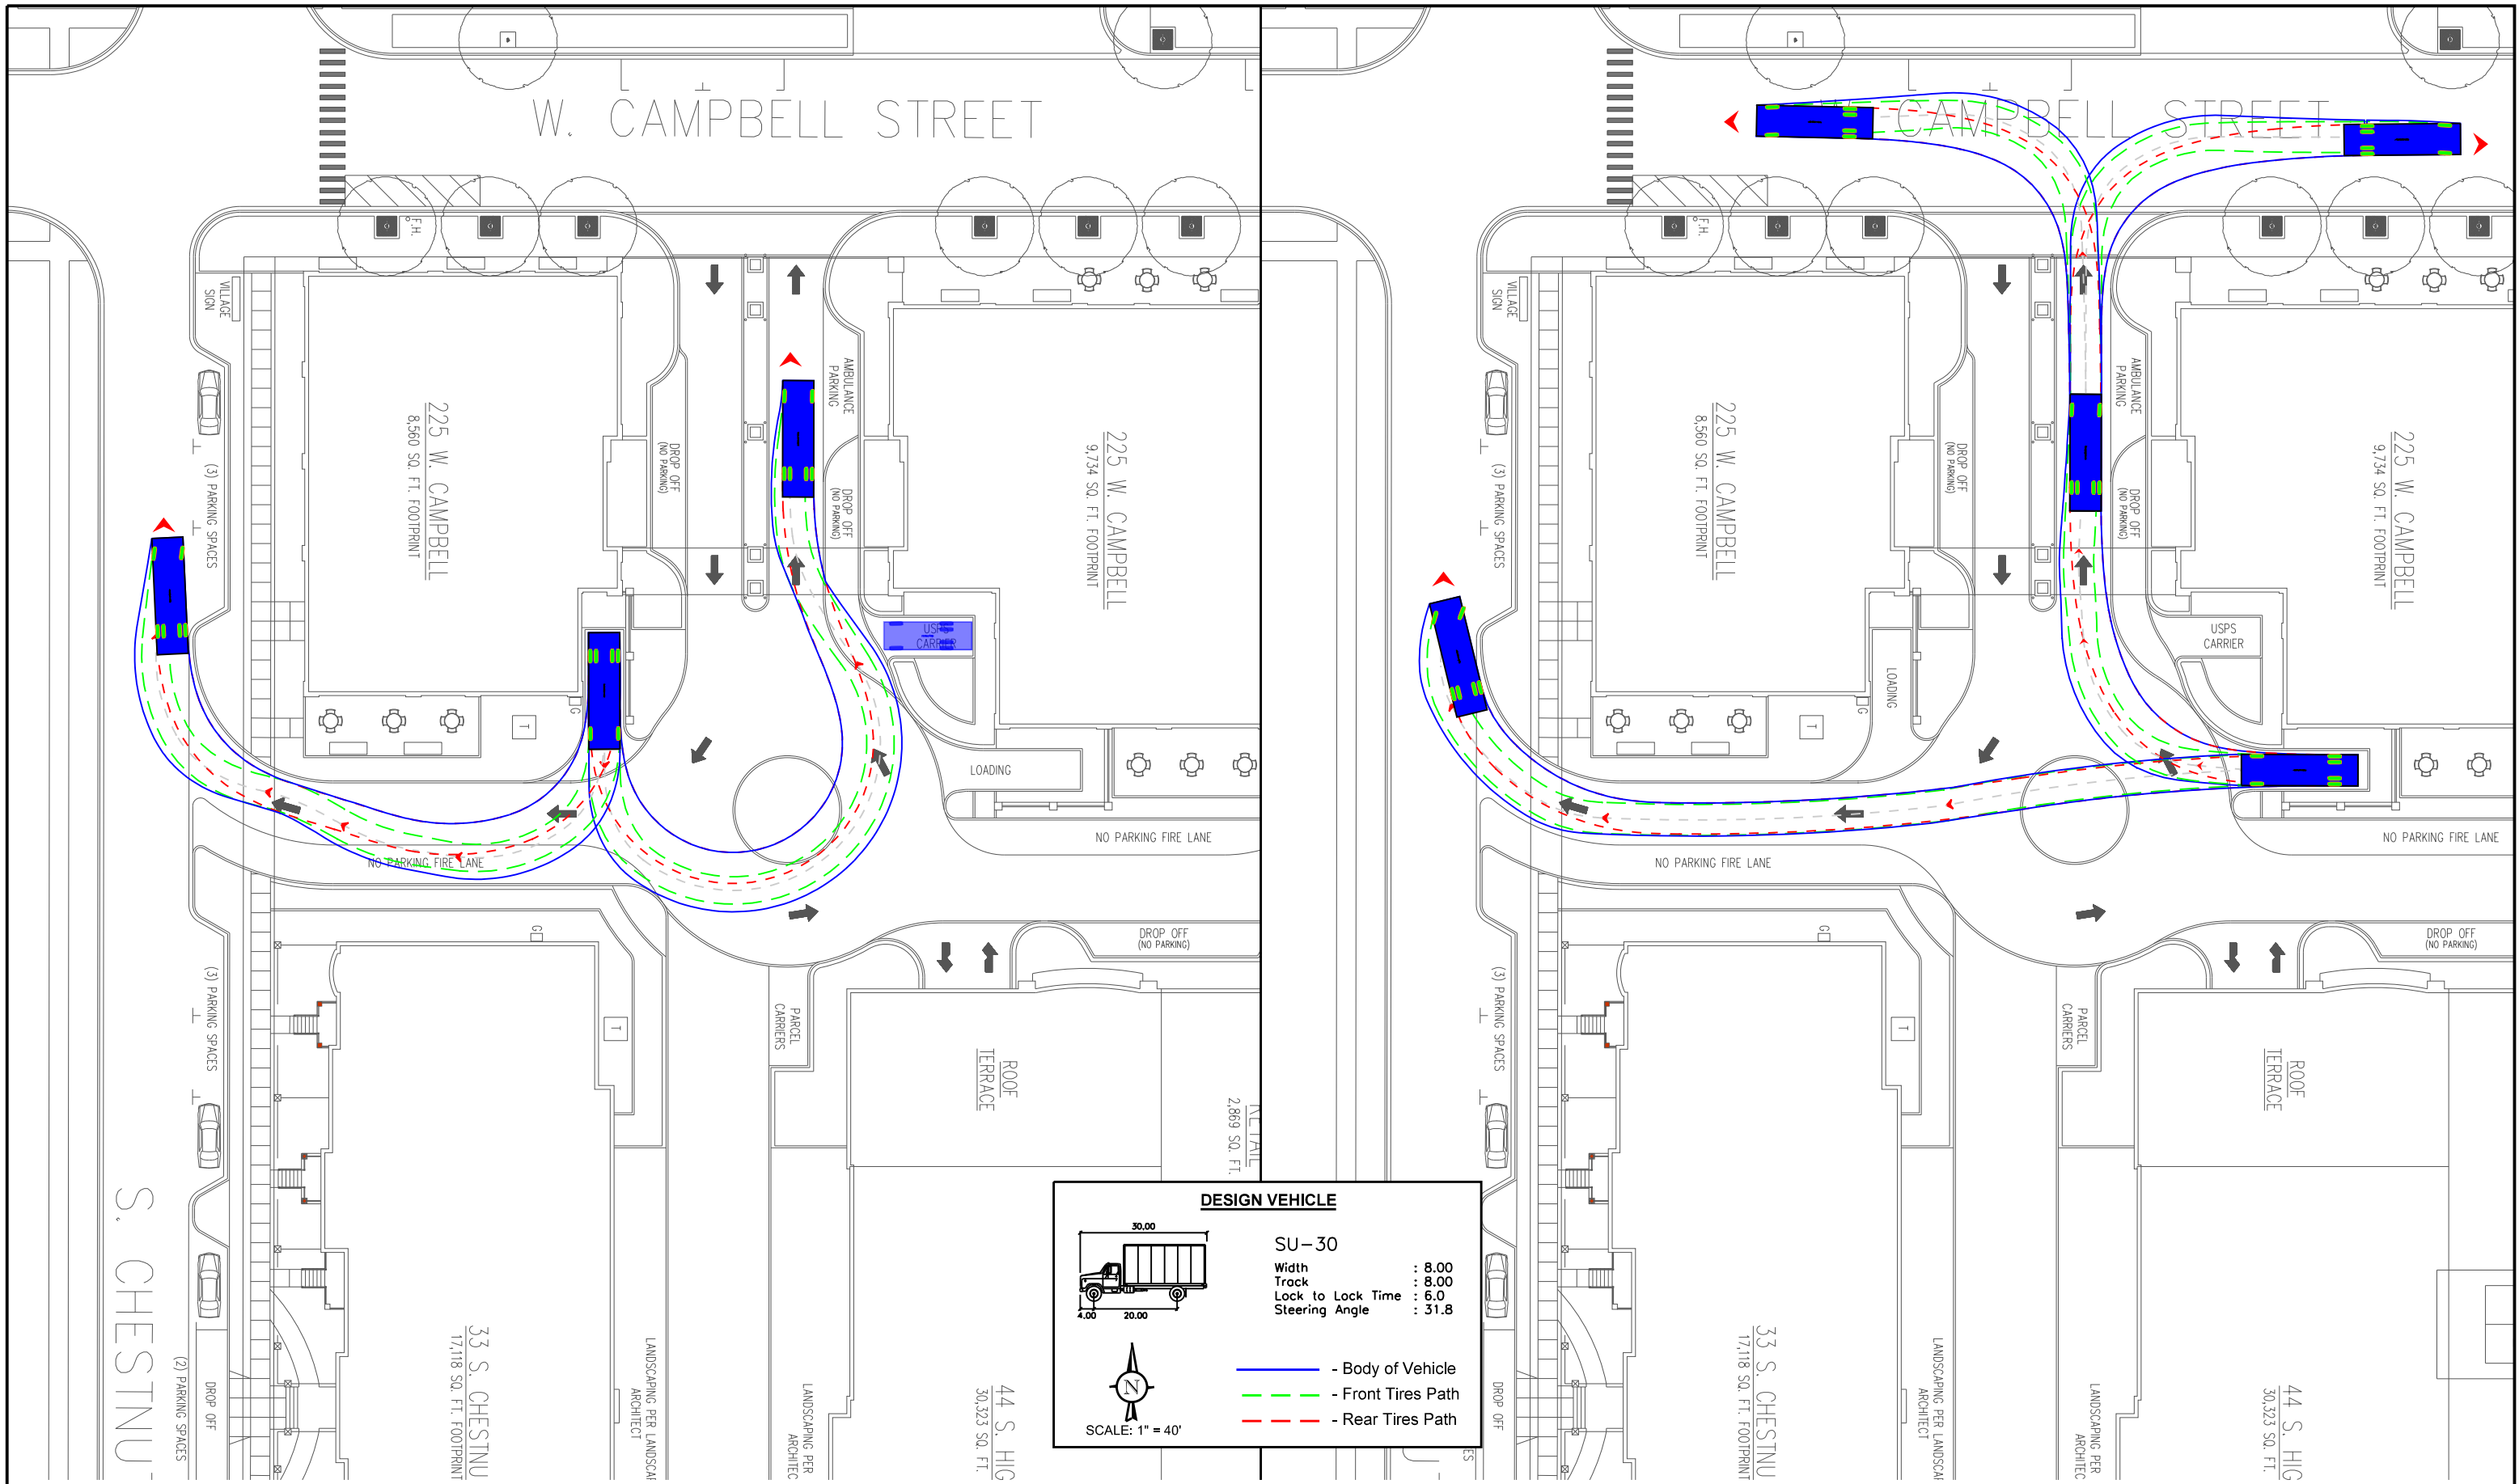 W. CAMPBELL STREET
F.H.
VILLAGE
SIGN
225 W. CAMPBELL
8,560 SQ. FT. FOOTPRINT
(3) PARKING SPACES
DROP OFF
(NO PARKING)
AMBULANCE
PARKING
DROP OFF
(NO PARKING)
225 W. CAMPBELL
9,734 SQ. FT. FOOTPRINT
USPS
CARRIER
G
T
LOADING
NO PARKING FIRE LANE
NO PARKING FIRE LANE
DROP OFF
(NO PARKING)
G
(3) PARKING SPACES
T
PARCEL
CARRIERS
ROOF
TERRACE
RETAIL
2,869 SQ. FT.
S. CHESTNUT
(2) PARKING SPACES
DROP OFF
33 S. CHESTNU
17,118 SQ. FT. FOOTPRINT
LANDSCAPING PER LANDSCAP
ARCHITECT
LANDSCAPING PER
ARCHITEC
44 S. HIG
30,323 SQ. FT.
W. CAMPBELL STREET
F.H.
VILLAGE
SIGN
225 W. CAMPBELL
8,560 SQ. FT. FOOTPRINT
(3) PARKING SPACES
DROP OFF
(NO PARKING)
AMBULANCE
PARKING
DROP OFF
(NO PARKING)
225 W. CAMPBELL
9,734 SQ. FT. FOOTPRINT
USPS
CARRIER
LOADING
G
T
NO PARKING FIRE LANE
NO PARKING FIRE LANE
DROP OFF
(NO PARKING)
G
(3) PARKING SPACES
T
PARCEL
CARRIERS
ROOF
TERRACE
DROP OFF
33 S. CHESTNU
17,118 SQ. FT. FOOTPRINT
LANDSCAPING PER LANDSCAP
ARCHITECT
LANDSCAPING PER
ARCHITEC
44 S. HIG
30,323 SQ. FT.
ES
DESIGN VEHICLE
30.00
4.00 20.00
SU-30
Width : 8.00
Track : 8.00
Lock to Lock Time : 6.0
Steering Angle : 31.8
N
SCALE: 1" = 40'
- Body of Vehicle
- Front Tires Path
- Rear Tires Path